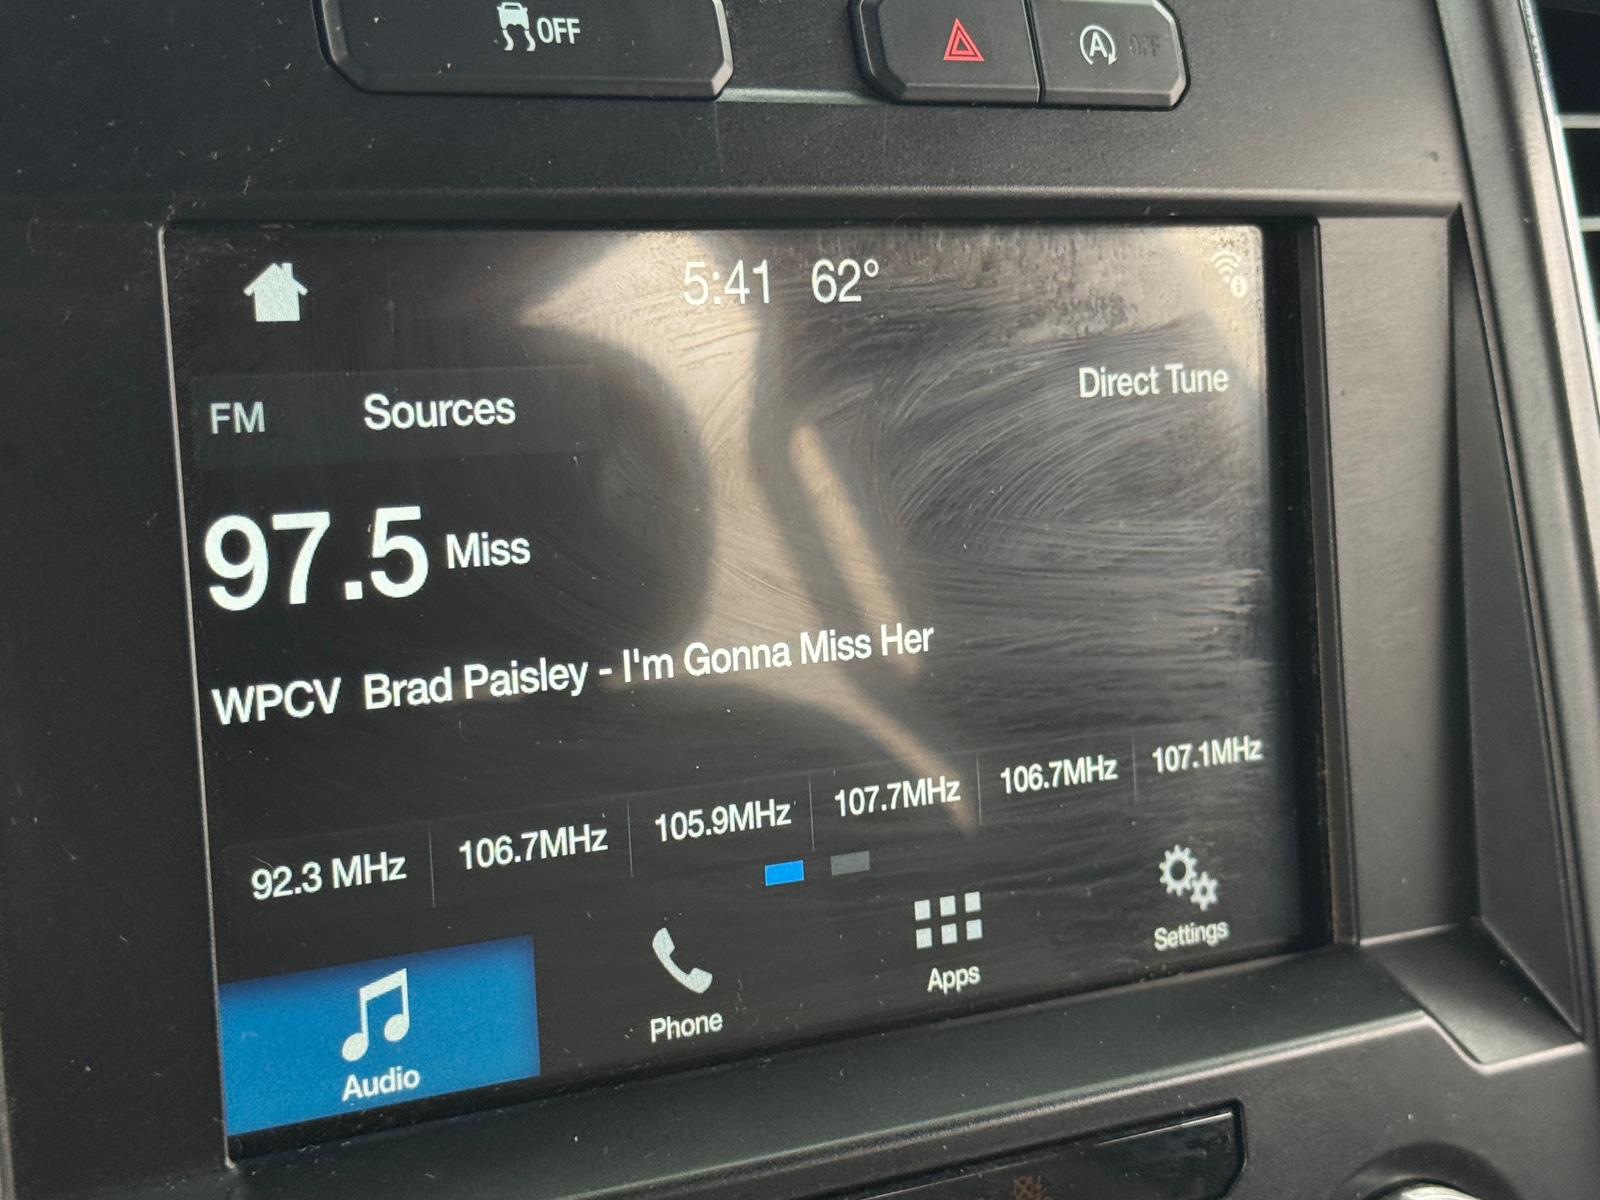 OFF
A OFF
5:41 62°
FM Sources Direct Tune
97.5 Miss
WPCV Brad Paisley - I'm Gonna Miss Her
92.3 MHz 106.7MHz 105.9MHz 107.7MHz 106.7MHz 107.1MHz
Audio Phone Apps Settings